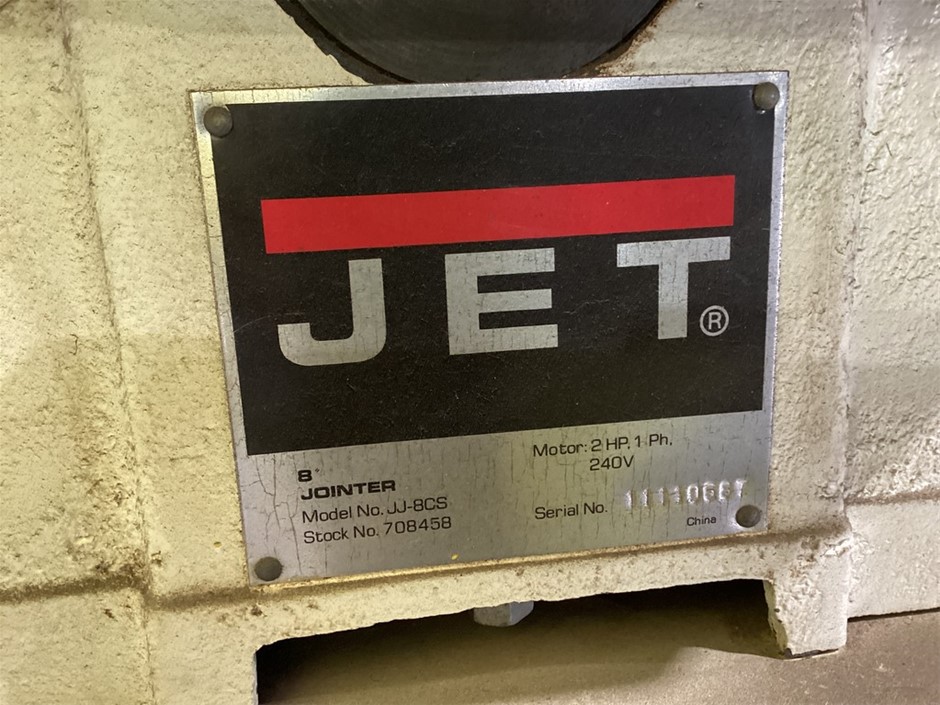 JET®
8"
JOINTER
Model No. JJ-8CS
Stock No. 708458
Motor: 2 HP, 1 Ph,
240V
Serial No.
China